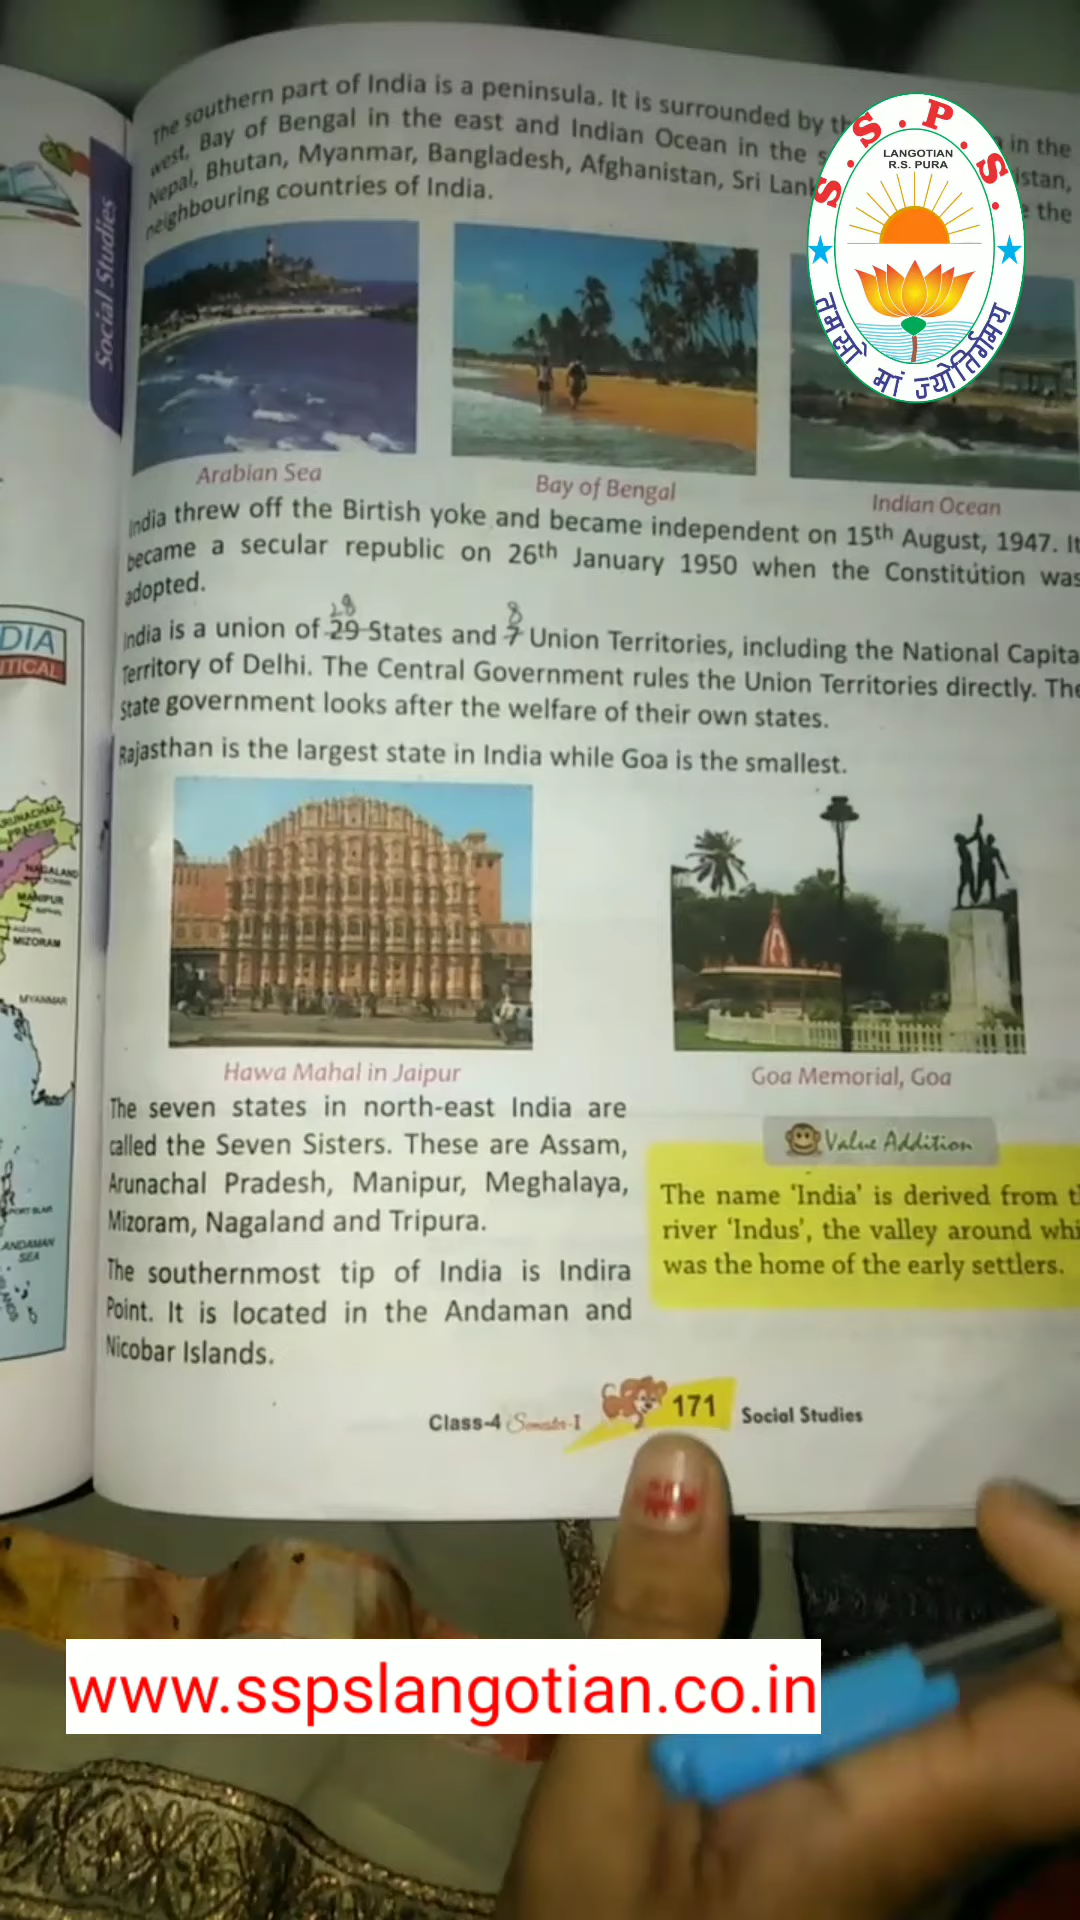 The southern part of India is a peninsula. It is surrounded by in the
west, Bay of Bengal in the east and Indian Ocean in the
Nepal, Bhutan, Myanmar, Bangladesh, Afghanistan, Sri
neighbouring countries of India. the
S.S.P.S.
LANGOTIAN
R.S. PURA
तमसो मां ज्योतिर्गमय
Social Studies
Arabian Sea
Bay of Bengal
Indian Ocean
India threw off the Birtish yoke and became independent on 15th August, 1947. It
became a secular republic on 26th January 1950 when the Constitution was
adopted.
28 8
India is a union of 29 States and 7 Union Territories, including the National Capita
Territory of Delhi. The Central Government rules the Union Territories directly. The
State government looks after the welfare of their own states.
Rajasthan is the largest state in India while Goa is the smallest.
Hawa Mahal in Jaipur
Goa Memorial, Goa
The seven states in north-east India are
called the Seven Sisters. These are Assam,
Arunachal Pradesh, Manipur, Meghalaya,
Mizoram, Nagaland and Tripura.
The southernmost tip of India is Indira
Point. It is located in the Andaman and
Nicobar Islands.
Value Addition
The name 'India' is derived from
river 'Indus', the valley around
was the home of the early settlers.
Class-4 Semester-I 171 Social Studies
DIA
ITICAL
ARUNACHAL
PRADESH
NAGALAND
MANIPUR
MIZORAM
MYANMAR
PORT BLAIR
ANDAMAN
SEA
www.sspslangotian.co.in